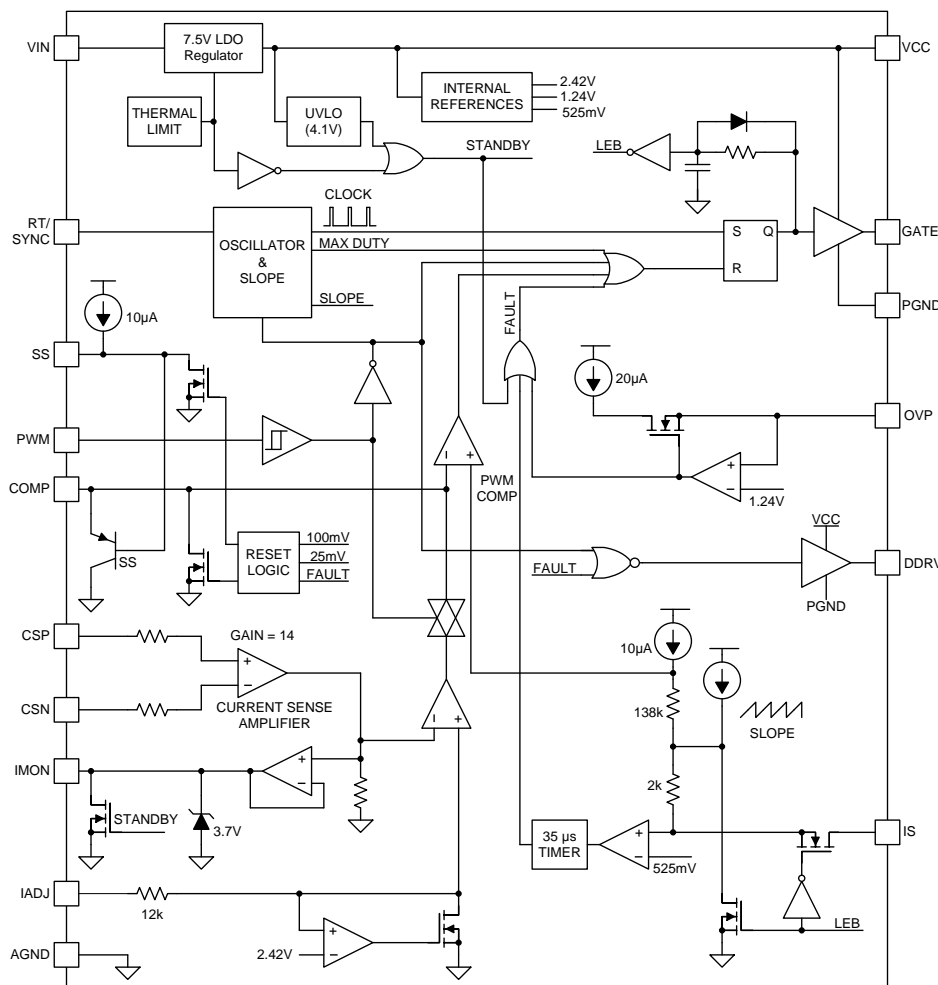 VIN
7.5V LDO
Regulator
VCC
THERMAL
LIMIT
UVLO
(4.1V)
INTERNAL
REFERENCES
2.42V
1.24V
525mV
STANDBY
LEB
RT/
SYNC
OSCILLATOR
&
SLOPE
CLOCK
MAX DUTY
SLOPE
S
Q
R
GATE
PGND
10µA
SS
FAULT
20µA
PWM
OVP
COMP
-
+
PWM
COMP
+
-
1.24V
SS
RESET
LOGIC
100mV
25mV
FAULT
FAULT
VCC
DDRV
PGND
CSP
GAIN = 14
+
-
CSN
CURRENT SENSE
AMPLIFIER
-
+
10µA
138k
SLOPE
IMON
+
-
2k
STANDBY
3.7V
35 µs
TIMER
+
-
525mV
IS
IADJ
12k
+
-
2.42V
LEB
AGND